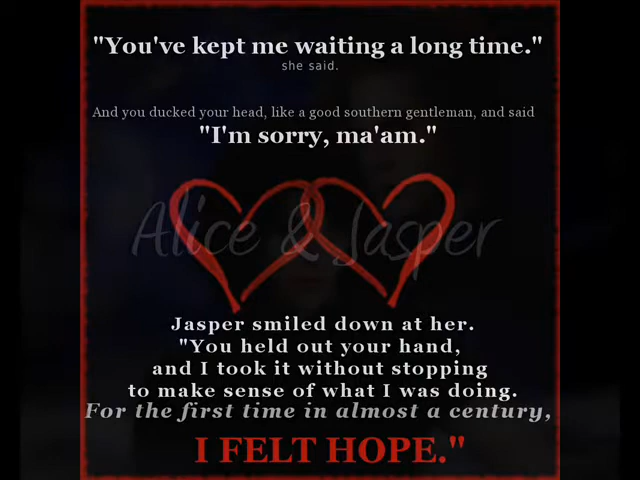 "You've kept me waiting a long time."
she said.
And you ducked your head, like a good southern gentleman, and said
"I'm sorry, ma'am."
Alice & Jasper
Jasper smiled down at her.
"You held out your hand,
and I took it without stopping
to make sense of what I was doing.
For the first time in almost a century,
I FELT HOPE."